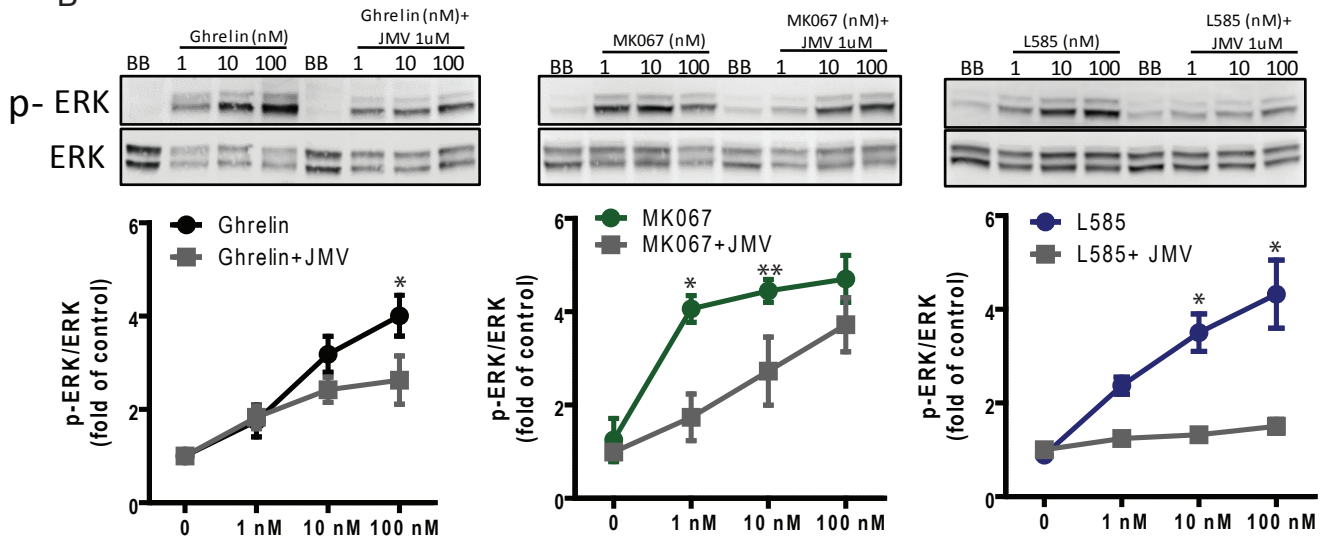 B
Ghrelin (nM)
Ghrelin (nM)+
JMV 1uM
BB 1 10 100 BB 1 10 100
p- ERK
ERK
MK067 (nM)
MK067 (nM)+
JMV 1uM
BB 1 10 100 BB 1 10 100
L585 (nM)
L585 (nM)+
JMV 1uM
BB 1 10 100 BB 1 10 100
Ghrelin
Ghrelin+JMV
p-ERK/ERK
(fold of control)
6
4
2
0
*
0 1 nM 10 nM 100 nM
MK067
MK067+JMV
p-ERK/ERK
(fold of control)
6
4
2
0
* **
0 1 nM 10 nM 100 nM
L585
L585+ JMV
p-ERK/ERK
(fold of control)
6
4
2
0
* *
0 1 nM 10 nM 100 nM